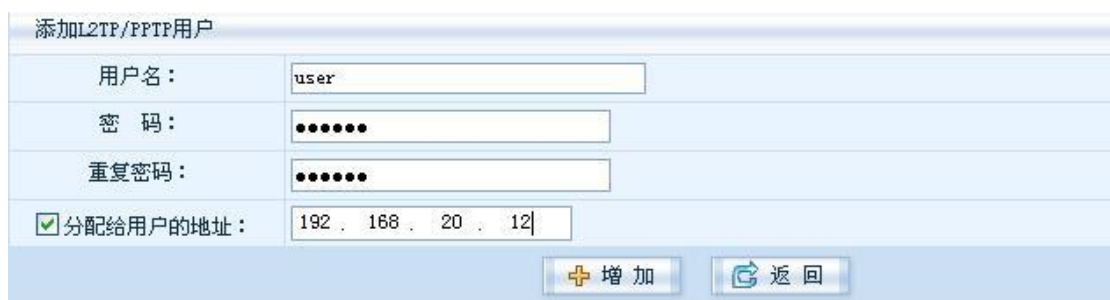 添加L2TP/PPTP用户
用户名： user
密 码： ●●●●●●
重复密码： ●●●●●●
分配给用户的地址： 192 . 168 . 20 . 12
增加 返回